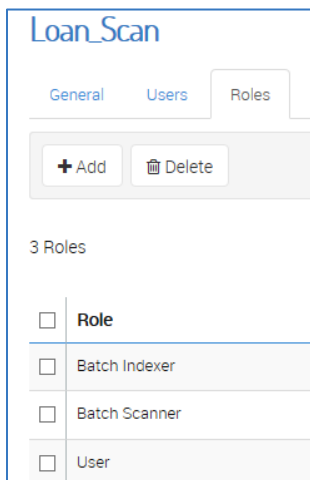 Loan_Scan
General Users Roles
+ Add Delete
3 Roles
Role
Batch Indexer
Batch Scanner
User